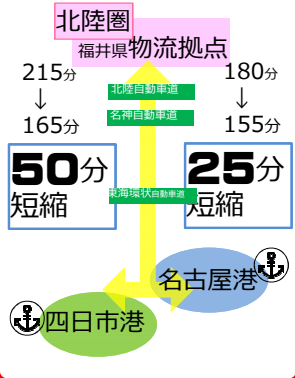 北陸圏
福井県物流拠点
215分
↓
165分
50分
短縮
180分
↓
155分
25分
短縮
北陸自動車道
名神自動車道
東海環状自動車道
名古屋港
四日市港